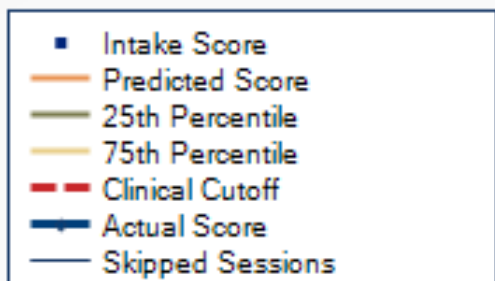 Intake Score
Predicted Score
25th Percentile
75th Percentile
Clinical Cutoff
Actual Score
Skipped Sessions